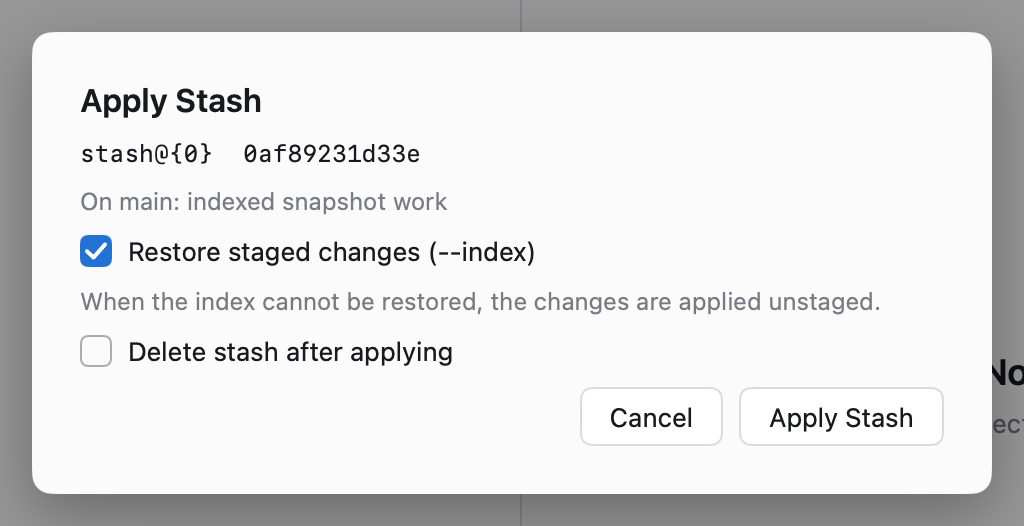 Apply Stash
stash@{0} 0af89231d33e
On main: indexed snapshot work
Restore staged changes (--index)
When the index cannot be restored, the changes are applied unstaged.
Delete stash after applying
Cancel Apply Stash